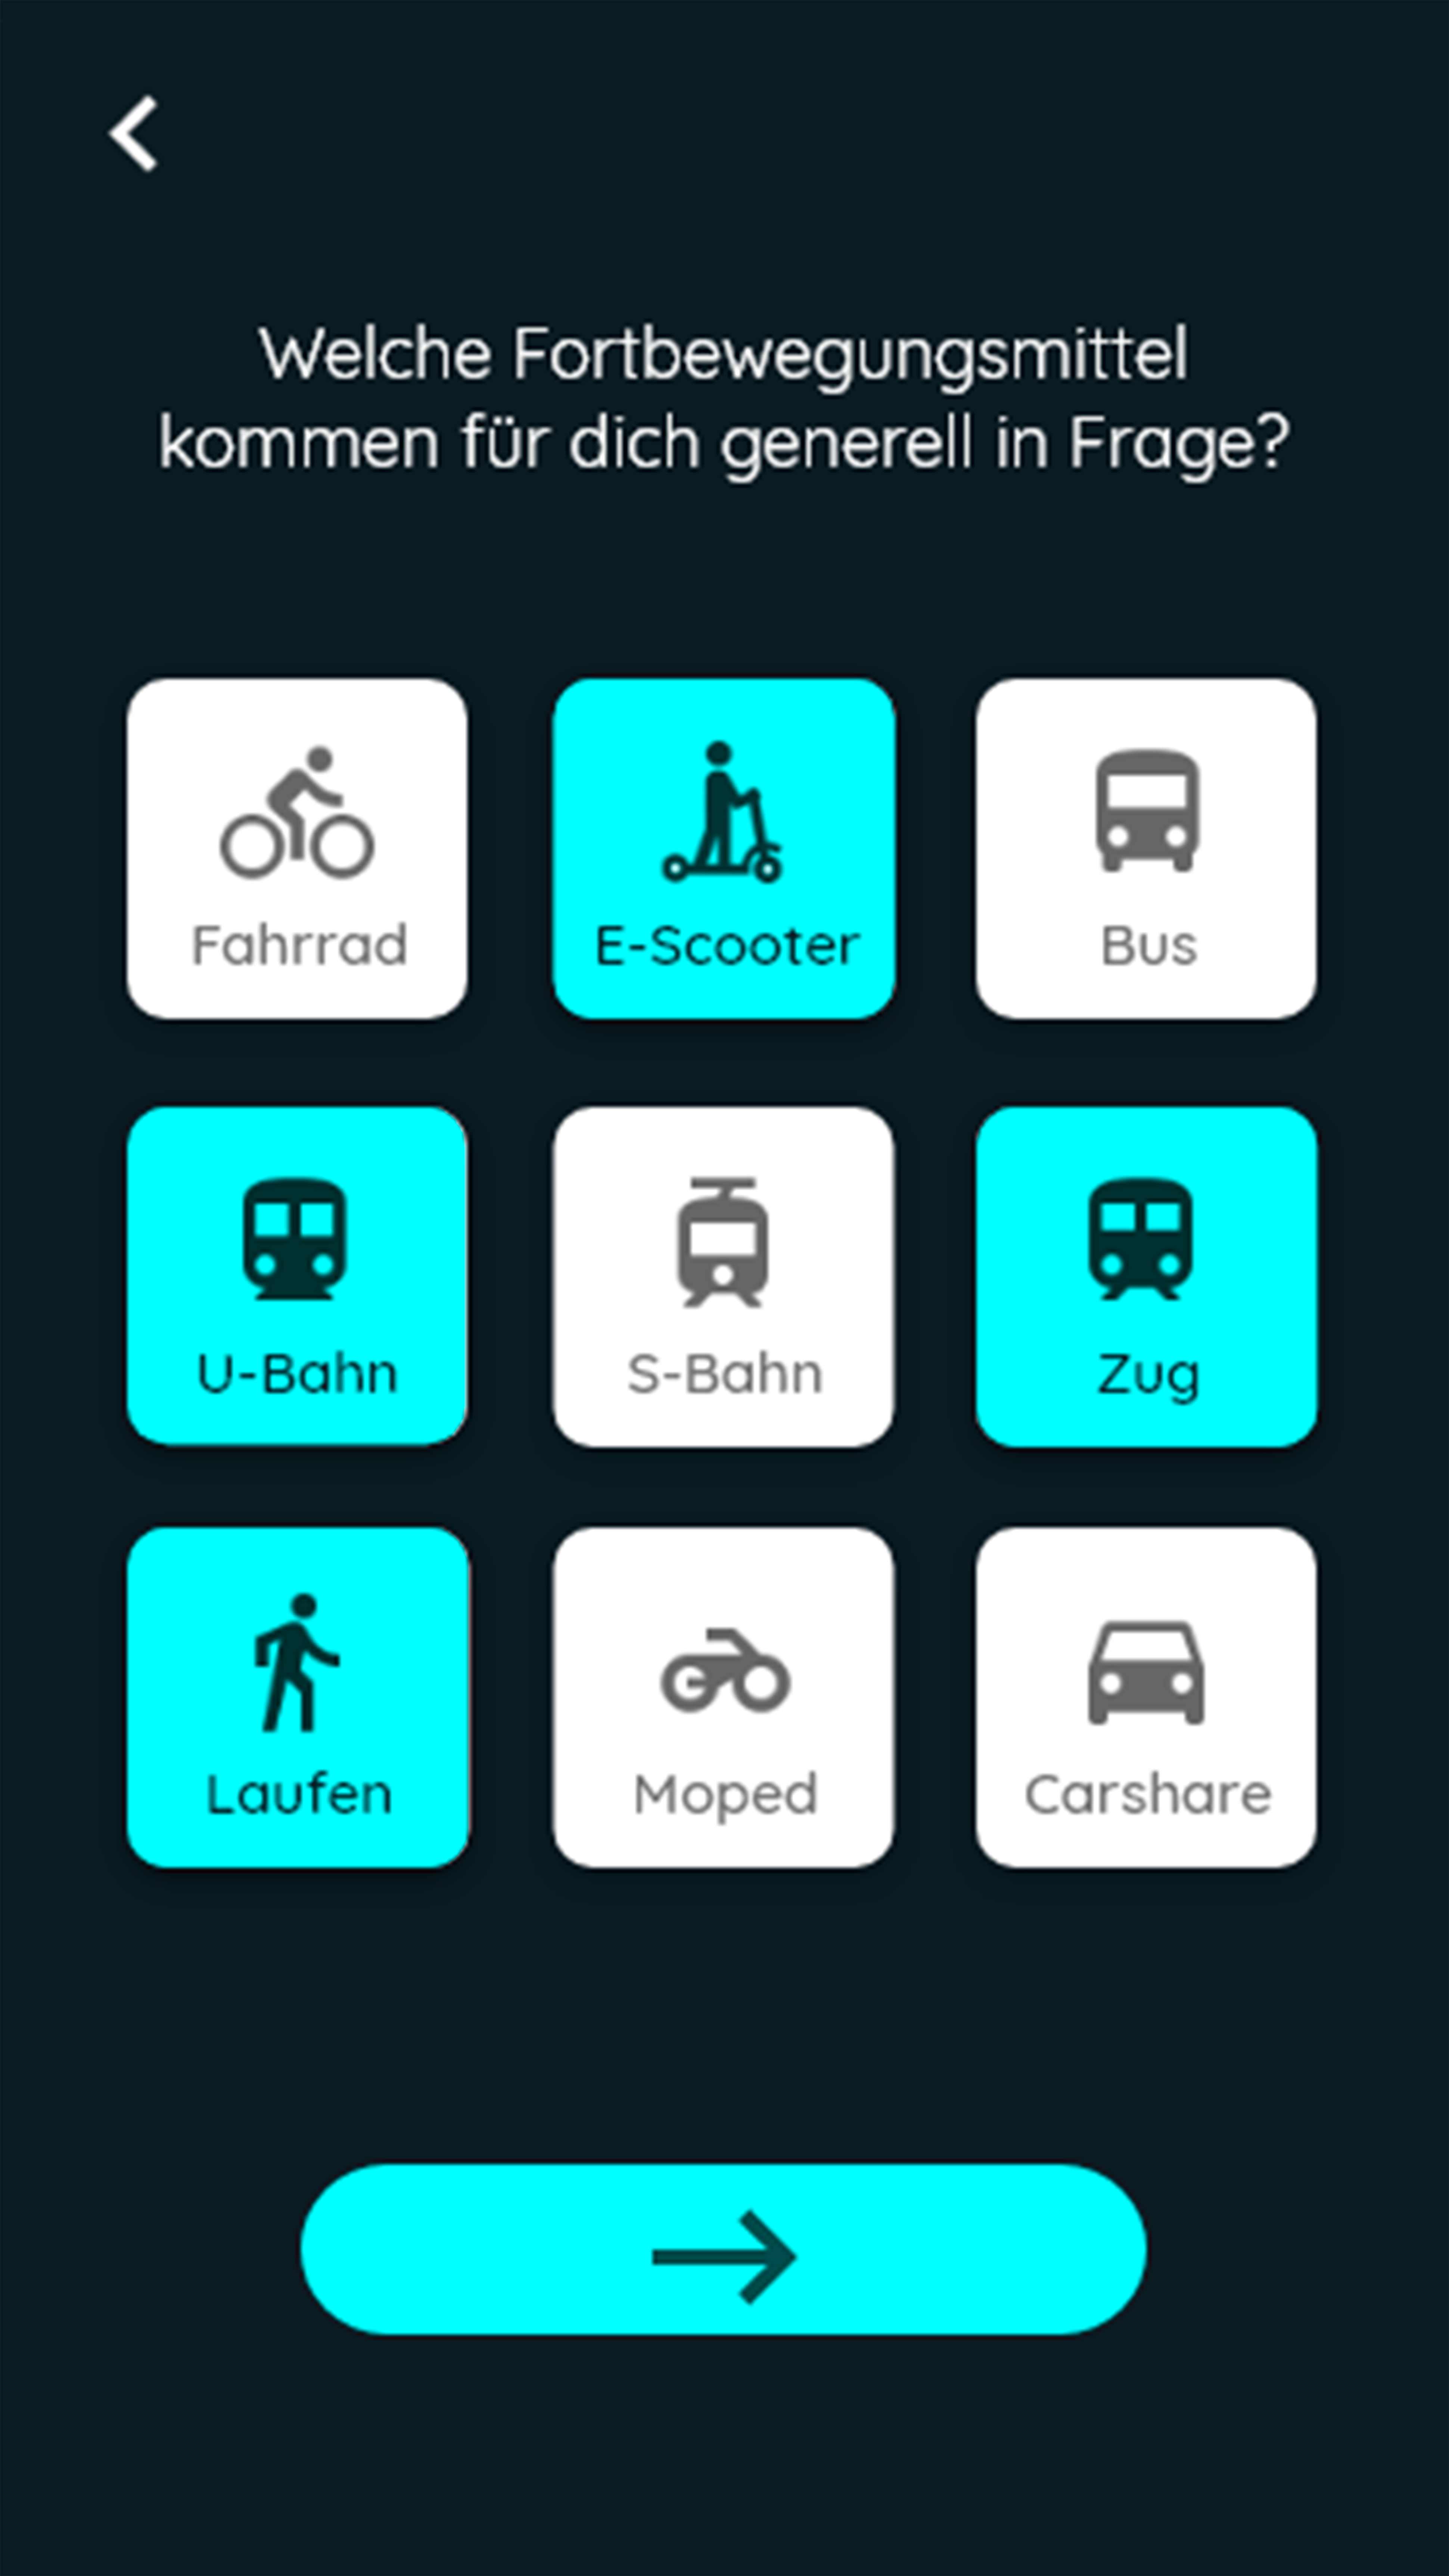 Welche Fortbewegungsmittel
kommen für dich generell in Frage?
Fahrrad
E-Scooter
Bus
U-Bahn
S-Bahn
Zug
Laufen
Moped
Carshare